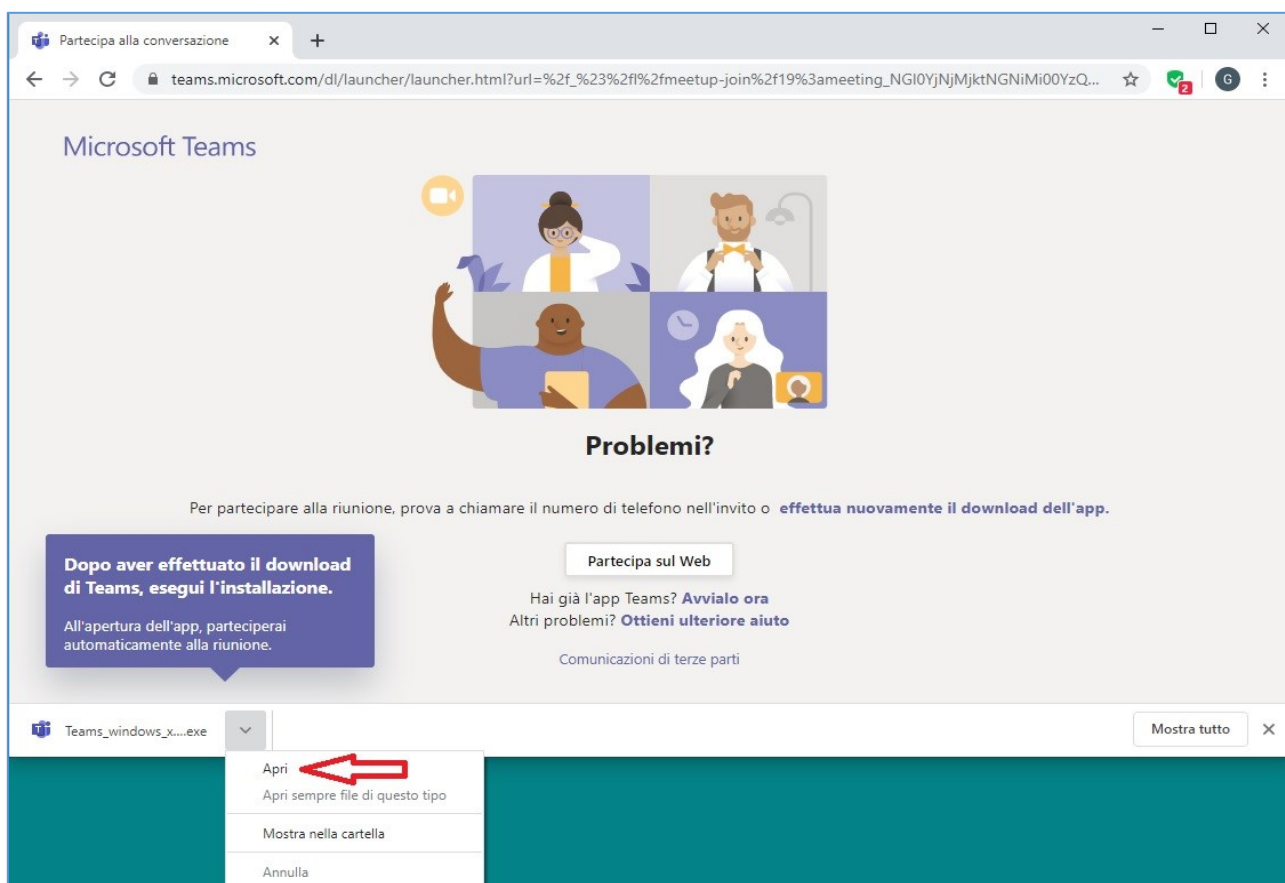 Partecipa alla conversazione
teams.microsoft.com/dl/launcher/launcher.html?url=%2f_%23%2fl%2fmeetup-join%2f19%3ameeting_NGI0YjNjMjktNGNiMi00YzQ...
2
G
Microsoft Teams
Problemi?
Per partecipare alla riunione, prova a chiamare il numero di telefono nell'invito o effettua nuovamente il download dell'app.
Dopo aver effettuato il download
di Teams, esegui l'installazione.
All'apertura dell'app, parteciperai
automaticamente alla riunione.
Partecipa sul Web
Hai già l'app Teams? Avvialo ora
Altri problemi? Ottieni ulteriore aiuto
Comunicazioni di terze parti
Teams_windows_x....exe
Mostra tutto
Apri
Apri sempre file di questo tipo
Mostra nella cartella
Annulla